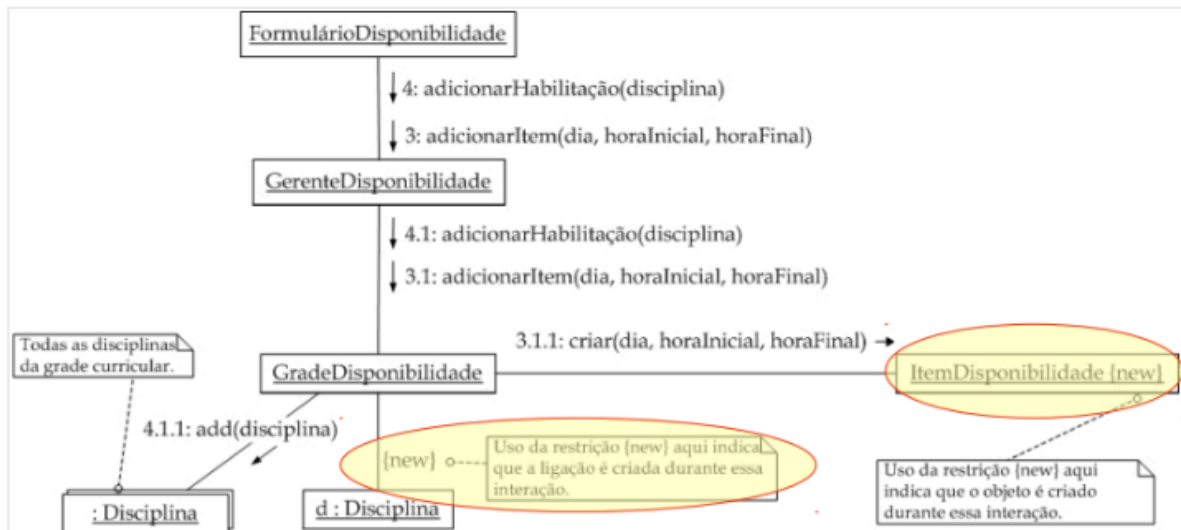 FormulárioDisponibilidade
4: adicionarHabilitação(disciplina)
3: adicionarItem(dia, horaInicial, horaFinal)
GerenteDisponibilidade
4.1: adicionarHabilitação(disciplina)
3.1: adicionarItem(dia, horaInicial, horaFinal)
Todas as disciplinas
da grade curricular.
3.1.1: criar(dia, horaInicial, horaFinal)
GradeDisponibilidade
ItemDisponibilidade {new}
4.1.1: add(disciplina)
{new}
Uso da restrição {new} aqui indica
que a ligação é criada durante essa
interação.
Uso da restrição {new} aqui
indica que o objeto é criado
durante essa interação.
: Disciplina
d : Disciplina